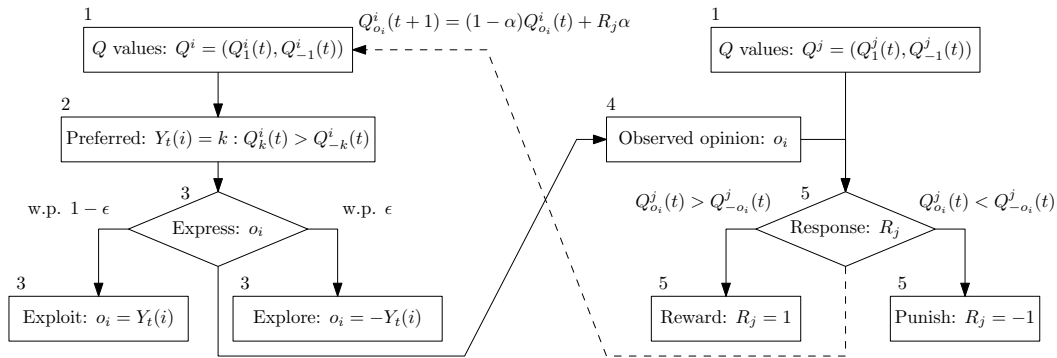 Q^i_{o_i}(t + 1) = (1−α)Q^i_{o_i}(t) + R_jα
1
Q values: Q^i = (Q^i_1(t), Q^i_{−1}(t))
1
Q values: Q^j = (Q^j_1(t), Q^j_{−1}(t))
2
Preferred: Y_t(i) = k : Q^i_k(t) > Q^i_{−k}(t)
4
Observed opinion: o_i
3
w.p. 1 − ϵ
w.p. ϵ
Express: o_i
5
Q^j_{o_i}(t) > Q^j_{−o_i}(t)
Q^j_{o_i}(t) < Q^j_{−o_i}(t)
Response: R_j
3
Exploit: o_i = Y_t(i)
3
Explore: o_i = −Y_t(i)
5
Reward: R_j = 1
5
Punish: R_j = −1